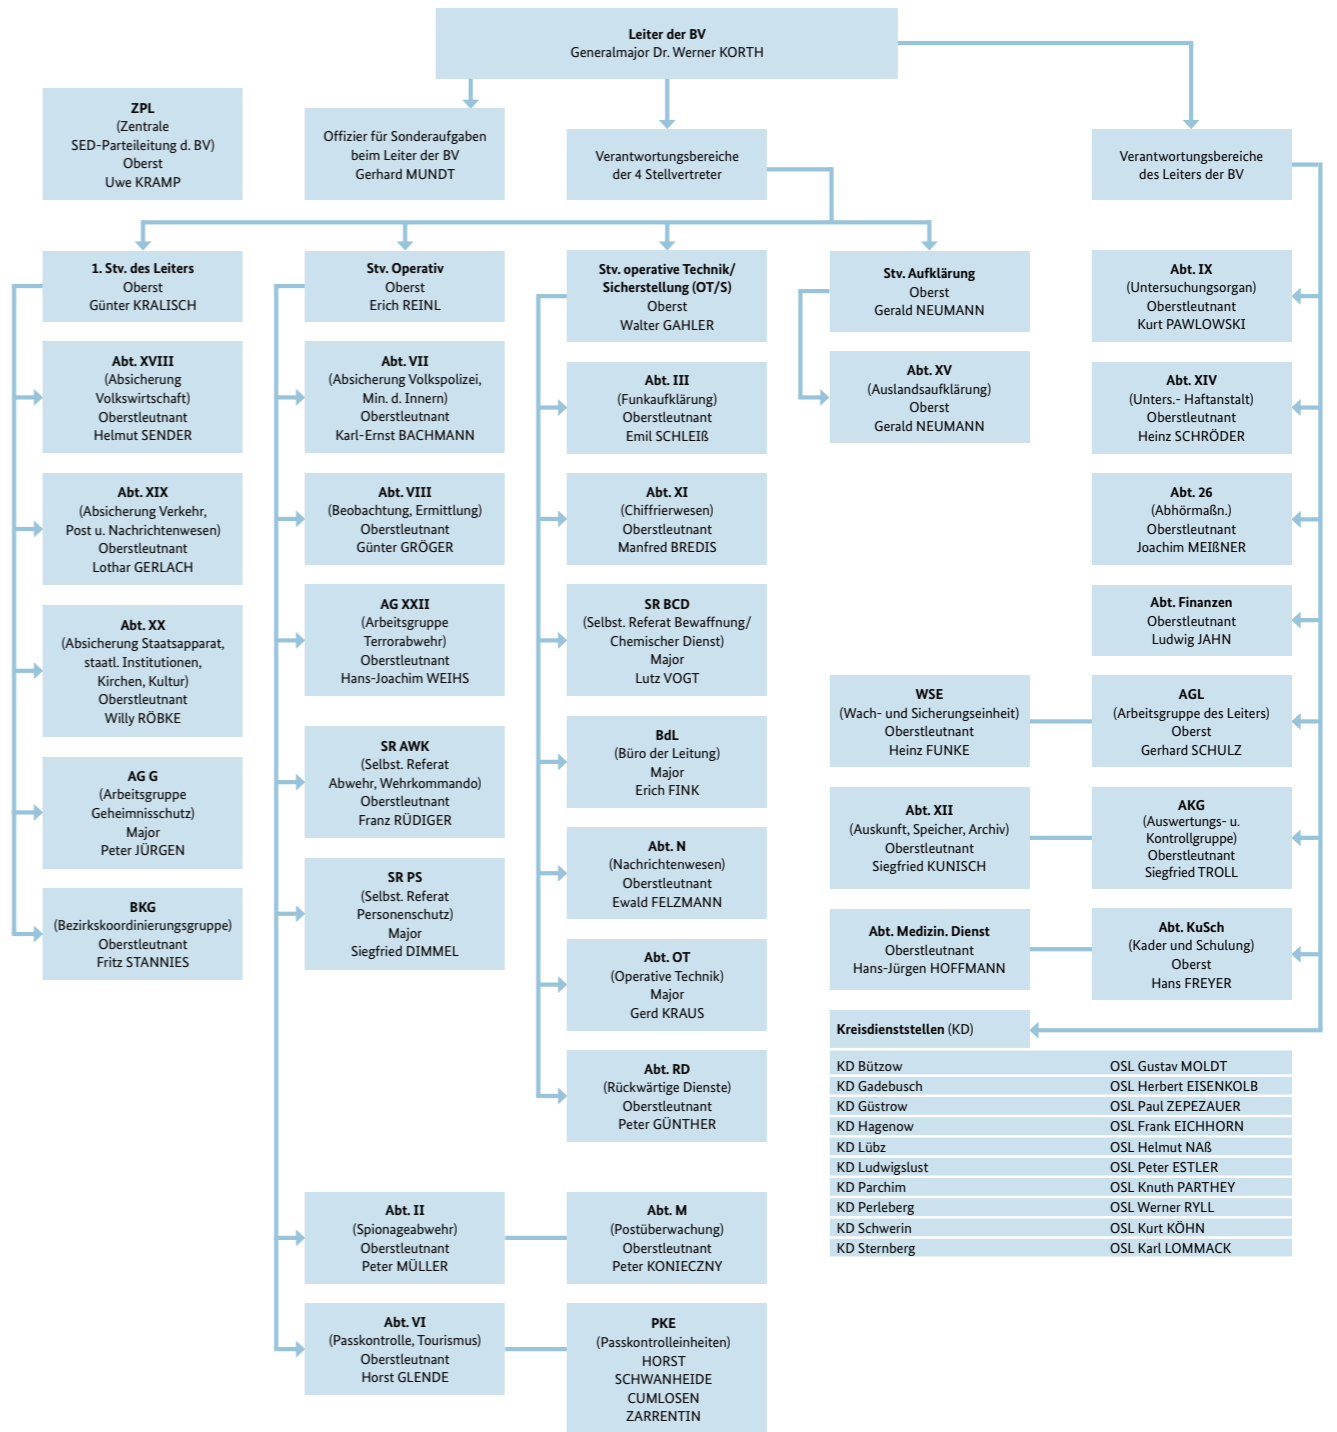 Leiter der BV
Generalmajor Dr. Werner KORTH
ZPL
(Zentrale
SED-Parteileitung d. BV)
Oberst
Uwe KRAMP
Offizier für Sonderaufgaben
beim Leiter der BV
Gerhard MUNDT
Verantwortungsbereiche
der 4 Stellvertreter
Verantwortungsbereiche
des Leiters der BV
1. Stv. des Leiters
Oberst
Günter KRALISCH
Abt. XVIII
(Absicherung
Volkswirtschaft)
Oberstleutnant
Helmut SENDER
Abt. XIX
(Absicherung Verkehr,
Post u. Nachrichtenwesen)
Oberstleutnant
Lothar GERLACH
Abt. XX
(Absicherung Staatsapparat,
staatl. Institutionen,
Kirchen, Kultur)
Oberstleutnant
Willy RÖBKE
AG G
(Arbeitsgruppe
Geheimnisschutz)
Major
Peter JÜRGEN
BKG
(Bezirkskoordinierungsgruppe)
Oberstleutnant
Fritz STANNIES
Stv. Operativ
Oberst
Erich REINL
Abt. VII
(Absicherung Volkspolizei,
Min. d. Innern)
Oberstleutnant
Karl-Ernst BACHMANN
Abt. VIII
(Beobachtung, Ermittlung)
Oberstleutnant
Günter GRÖGER
AG XXII
(Arbeitsgruppe
Terrorabwehr)
Oberstleutnant
Hans-Joachim WEIHS
SR AWK
(Selbst. Referat
Abwehr, Wehrkommando)
Oberstleutnant
Franz RÜDIGER
SR PS
(Selbst. Referat
Personenschutz)
Major
Siegfried DIMMEL
Abt. II
(Spionageabwehr)
Oberstleutnant
Peter MÜLLER
Abt. VI
(Passkontrolle, Tourismus)
Oberstleutnant
Horst GLENDE
Stv. operative Technik/
Sicherstellung (OT/S)
Oberst
Walter GAHLER
Abt. III
(Funkaufklärung)
Oberstleutnant
Emil SCHLEIß
Abt. XI
(Chiffrierwesen)
Oberstleutnant
Manfred BREDIS
SR BCD
(Selbst. Referat Bewaffnung/
Chemischer Dienst)
Major
Lutz VOGT
BdL
(Büro der Leitung)
Major
Erich FINK
Abt. N
(Nachrichtenwesen)
Oberstleutnant
Ewald FELZMANN
Abt. OT
(Operative Technik)
Major
Gerd KRAUS
Abt. RD
(Rückwärtige Dienste)
Oberstleutnant
Peter GÜNTHER
Abt. M
(Postüberwachung)
Oberstleutnant
Peter KONIECZNY
PKE
(Passkontrolleinheiten)
HORST
SCHWANHEIDE
CUMLOSEN
ZARRENTIN
Stv. Aufklärung
Oberst
Gerald NEUMANN
Abt. XV
(Auslandsaufklärung)
Oberst
Gerald NEUMANN
Abt. IX
(Untersuchungsorgan)
Oberstleutnant
Kurt PAWLOWSKI
Abt. XIV
(Unters.- Haftanstalt)
Oberstleutnant
Heinz SCHRÖDER
Abt. 26
(Abhörmaßn.)
Oberstleutnant
Joachim MEIßNER
Abt. Finanzen
Oberstleutnant
Ludwig JAHN
WSE
(Wach- und Sicherungseinheit)
Oberstleutnant
Heinz FUNKE
AGL
(Arbeitsgruppe des Leiters)
Oberst
Gerhard SCHULZ
Abt. XII
(Auskunft, Speicher, Archiv)
Oberstleutnant
Siegfried KUNISCH
AKG
(Auswertungs- u.
Kontrollgruppe)
Oberstleutnant
Siegfried TROLL
Abt. Medizin. Dienst
Oberstleutnant
Hans-Jürgen HOFFMANN
Abt. KuSch
(Kader und Schulung)
Oberst
Hans FREYER
Kreisdienststellen (KD)
KD Bützow OSL Gustav MOLDT
KD Gadebusch OSL Herbert EISENKOLB
KD Güstrow OSL Paul ZEPEZAUER
KD Hagenow OSL Frank EICHHORN
KD Lübz OSL Helmut NAß
KD Ludwigslust OSL Peter ESTLER
KD Parchim OSL Knuth PARTHEY
KD Perleberg OSL Werner RYLL
KD Schwerin OSL Kurt KÖHN
KD Sternberg OSL Karl LOMMACK